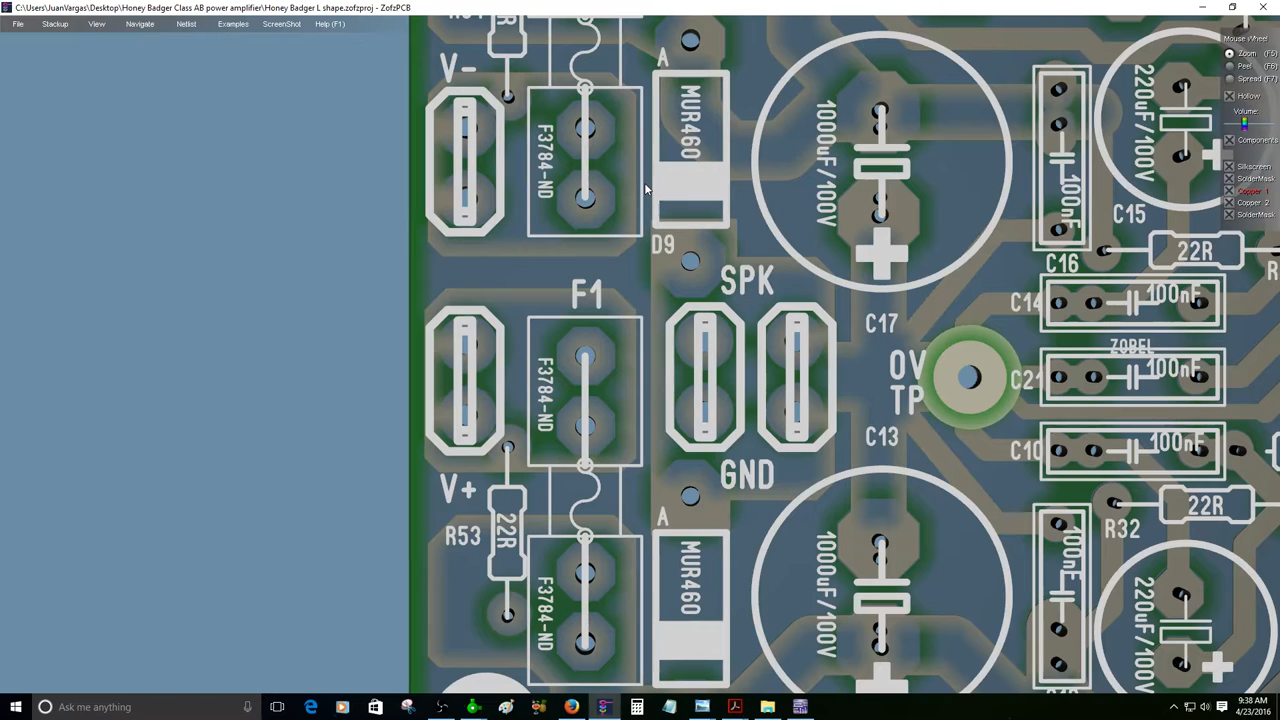 C:\Users\JuanVargas\Desktop\Honey Badger Class AB power amplifier\Honey Badger L shape.zofzproj - ZofzPCB
File Stackup View Navigate Netlist Examples ScreenShot Help (F1)
Mouse Wheel
Zoom (F5)
Peel (F6)
Spread (F7)
Hollow
Volume:
Components
Silkscreen
SolderMask
Copper 1
Copper 2
SolderMask
V-
F3784-ND
A
MUR460
D9
1000uF/100V
C17
100nF
C16
220uF/100V
C15
22R
F1
SPK
C14
100nF
ZOBEL
0V
TP
C21
100nF
F3784-ND
C13
C10
100nF
V+
GND
22R
R32
R53
22R
F3784-ND
A
MUR460
1000uF/100V
100nF
220uF/100V
Ask me anything
9:38 AM
4/23/2016